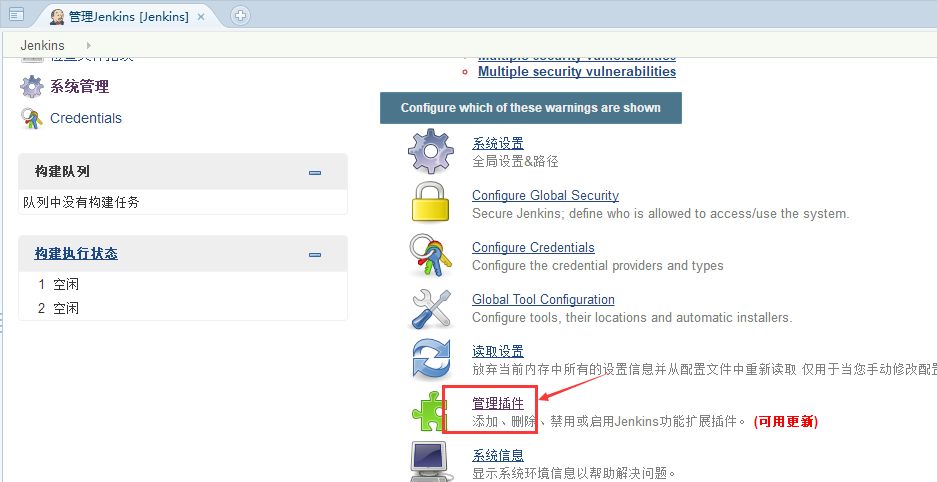 管理Jenkins [Jenkins]
Jenkins
系统管理
Credentials
构建队列
队列中没有构建任务
构建执行状态
1 空闲
2 空闲
Multiple security vulnerabilities
Multiple security vulnerabilities
Configure which of these warnings are shown
系统设置
全局设置&路径
Configure Global Security
Secure Jenkins; define who is allowed to access/use the system.
Configure Credentials
Configure the credential providers and types
Global Tool Configuration
Configure tools, their locations and automatic installers.
读取设置
放弃当前内存中所有的设置信息并从配置文件中重新读取 仅用于当您手动修改配置
管理插件
添加、删除、禁用或启用Jenkins功能扩展插件。 (可用更新)
系统信息
显示系统环境信息以帮助解决问题。